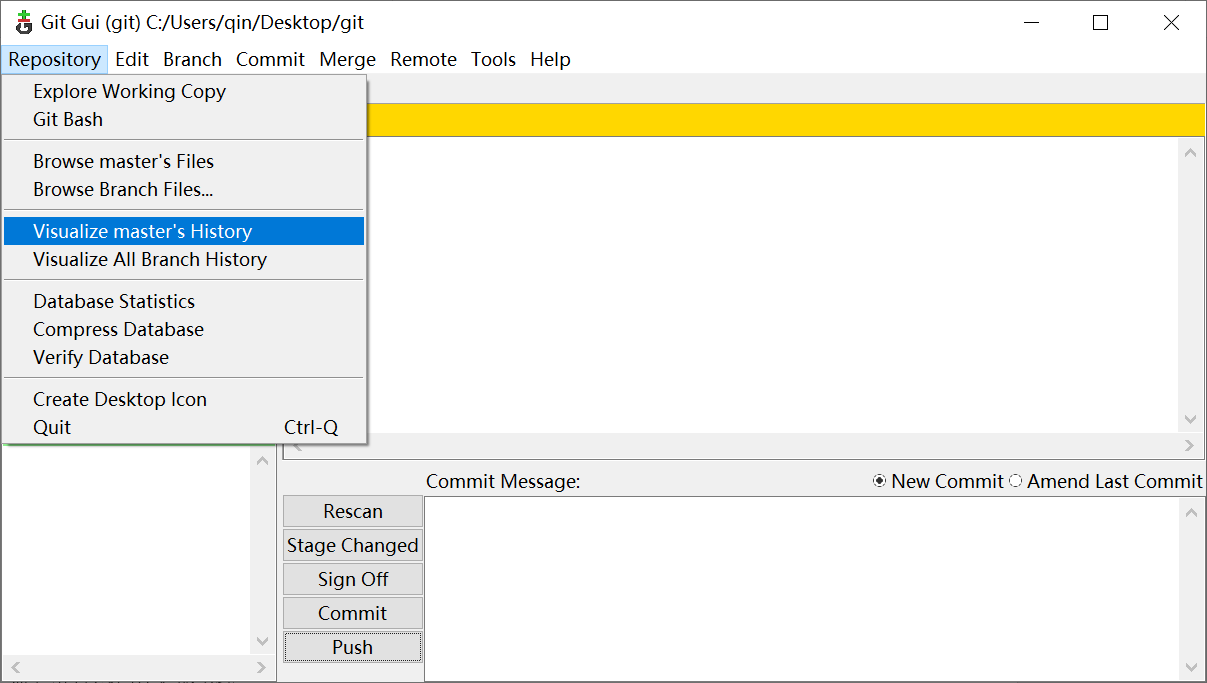 Git Gui (git) C:/Users/qin/Desktop/git
Repository Edit Branch Commit Merge Remote Tools Help
Explore Working Copy
Git Bash
Browse master's Files
Browse Branch Files...
Visualize master's History
Visualize All Branch History
Database Statistics
Compress Database
Verify Database
Create Desktop Icon
Quit Ctrl-Q
Commit Message: New Commit Amend Last Commit
Rescan
Stage Changed
Sign Off
Commit
Push